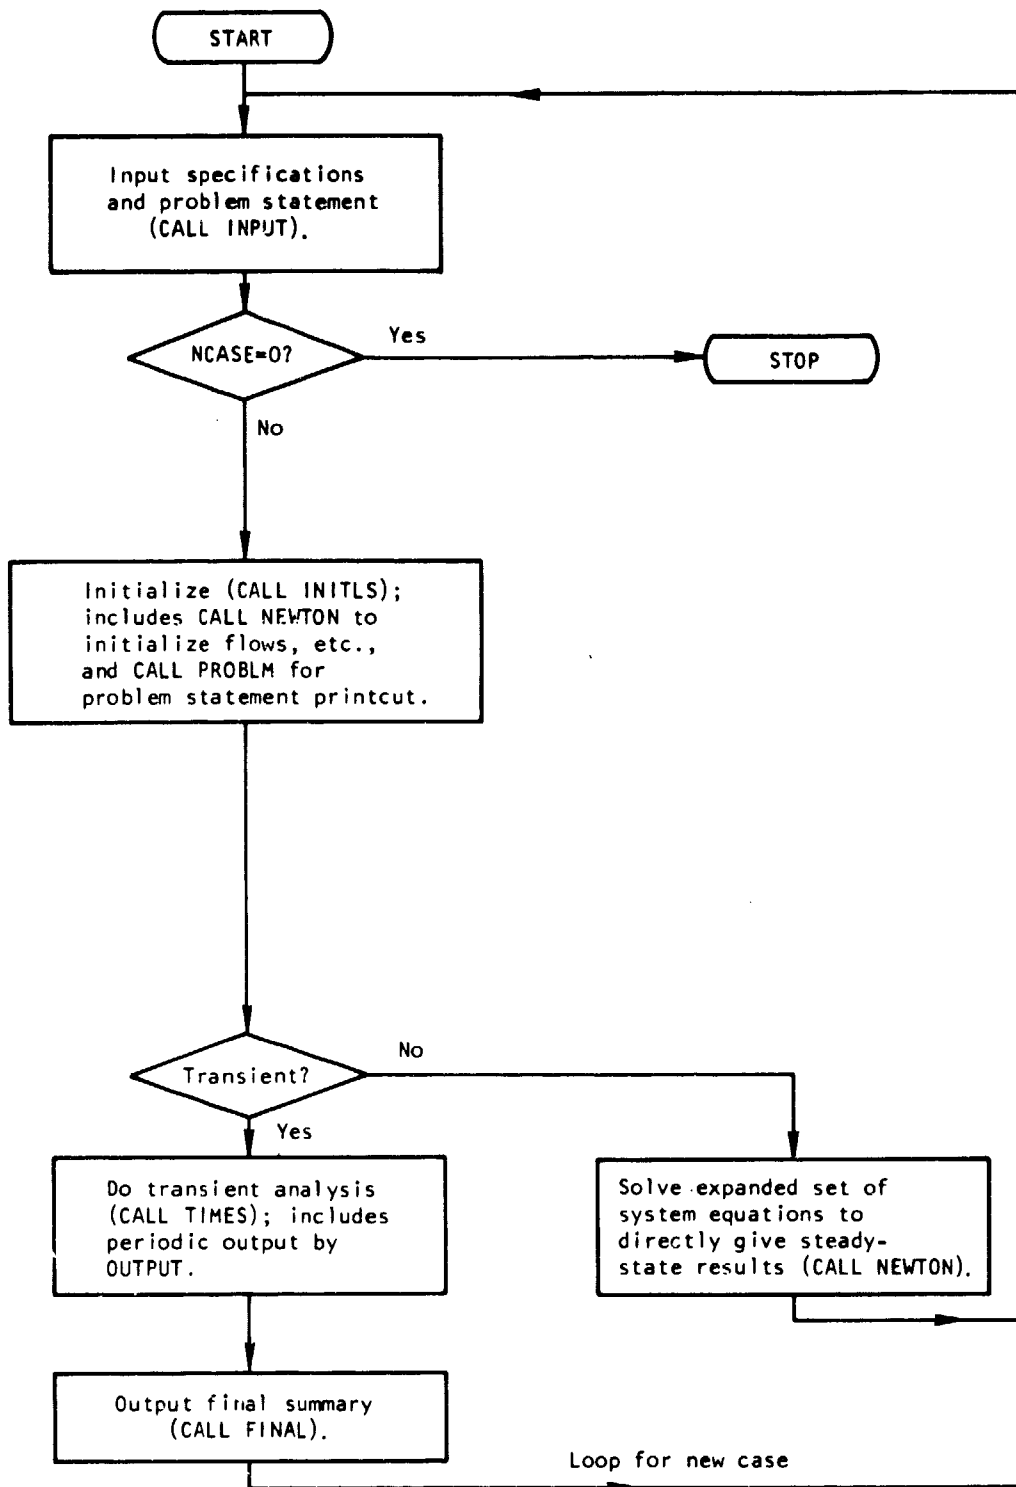 START
Input specifications
and problem statement
(CALL INPUT).
NCASE=0?
Yes
STOP
No
Initialize (CALL INITLS);
includes CALL NEWTON to
initialize flows, etc.,
and CALL PROBLM for
problem statement printcut.
Transient?
No
Yes
Do transient analysis
(CALL TIMES); includes
periodic output by
OUTPUT.
Solve expanded set of
system equations to
directly give steady-
state results (CALL NEWTON).
Output final summary
(CALL FINAL).
Loop for new case